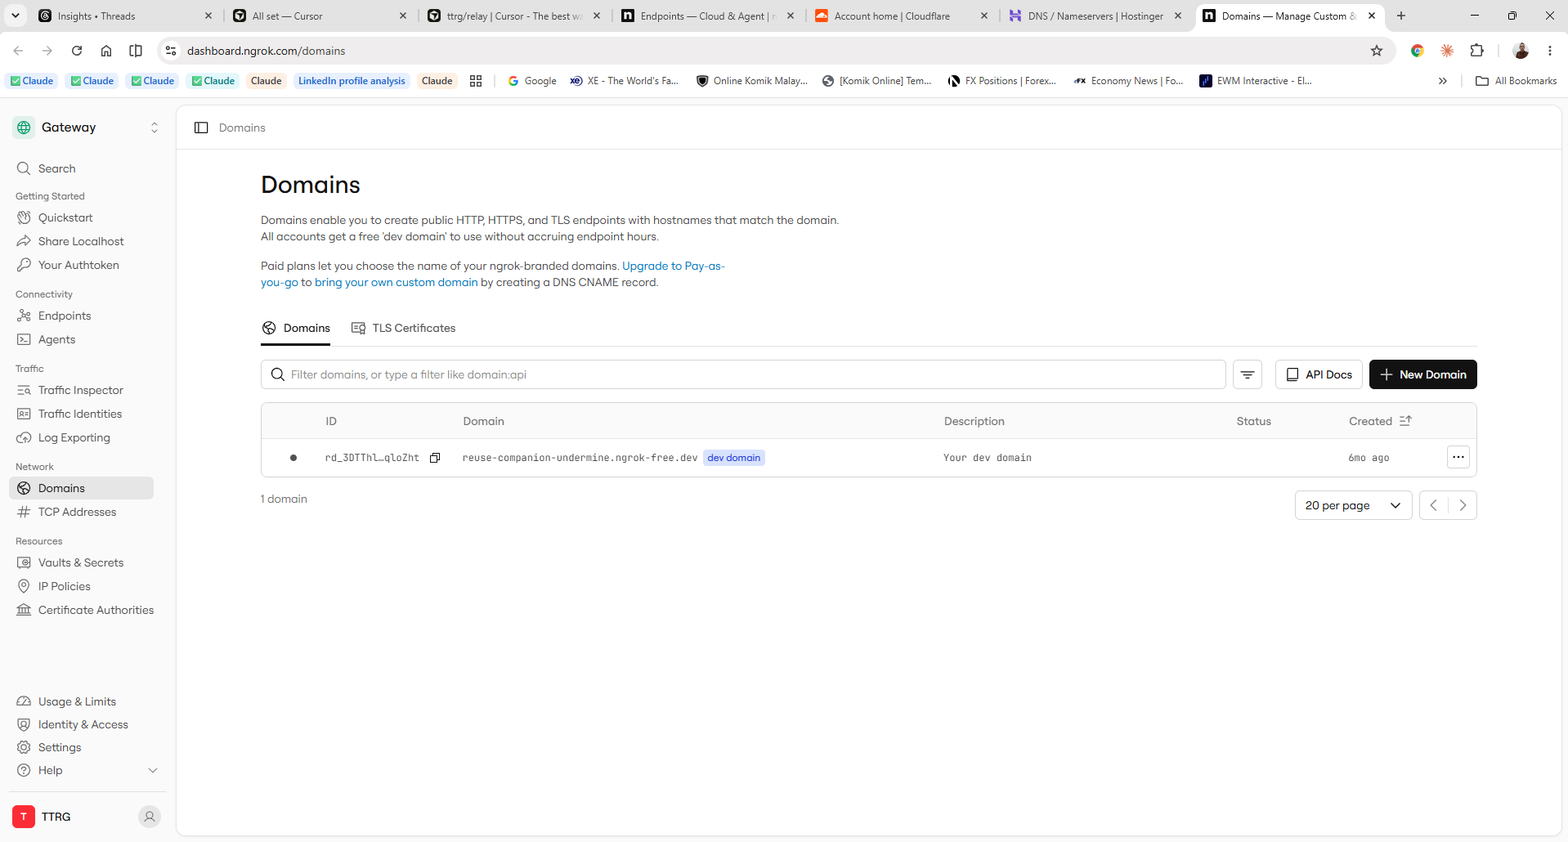 Insights • Threads
All set — Cursor
ttrg/relay | Cursor - The best wa
Endpoints — Cloud & Agent | n
Account home | Cloudflare
DNS / Nameservers | Hostinger
Domains — Manage Custom &
dashboard.ngrok.com/domains
Claude
Claude
Claude
Claude
Claude
LinkedIn profile analysis
Claude
Google
XE - The World's Fa...
Online Komik Malay...
[Komik Online] Tem...
FX Positions | Forex...
Economy News | Fo...
EWM Interactive - El...
All Bookmarks
Gateway
Domains
Search
Getting Started
Quickstart
Share Localhost
Your Authtoken
Connectivity
Endpoints
Agents
Traffic
Traffic Inspector
Traffic Identities
Log Exporting
Network
Domains
TCP Addresses
Resources
Vaults & Secrets
IP Policies
Certificate Authorities
Usage & Limits
Identity & Access
Settings
Help
T TTRG
Domains
Domains enable you to create public HTTP, HTTPS, and TLS endpoints with hostnames that match the domain.
All accounts get a free 'dev domain' to use without accruing endpoint hours.
Paid plans let you choose the name of your ngrok-branded domains. Upgrade to Pay-as-
you-go to bring your own custom domain by creating a DNS CNAME record.
Domains
TLS Certificates
Filter domains, or type a filter like domain:api
API Docs
New Domain
ID Domain Description Status Created
rd_3DTThl…qloZht reuse-companion-undermine.ngrok-free.dev dev domain Your dev domain 6mo ago
1 domain
20 per page